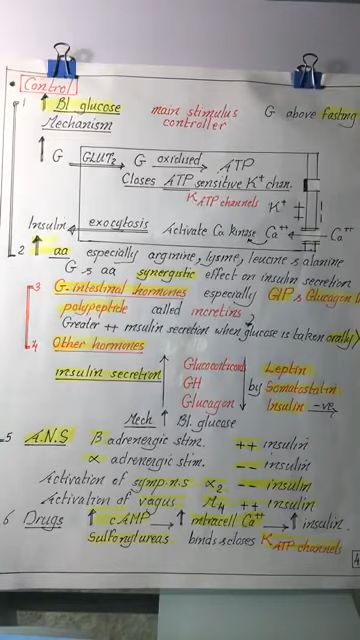 • Control
1 ↑ Bl glucose main stimulus G above fasting
Mechanism controller
↑ G GLUT2 → G oxidised → ATP
Closes ATP sensitive K+ chan.
K ATP channels K+
Insulin ← exocytosis ← Activate Ca kinase ← Ca++ ← Ca++
2 ↑ aa especially arginine, lysine, leucine & alanine
G & aa synergistic effect on insulin secretion
3 G-intestinal hormones especially GIP & Glucagon
polypeptide called incretins
Greater ++ insulin secretion when glucose is taken orally
4 Other hormones
insulin secretion ↑ Glucocorticoids GH Glucagon ↓ by Leptin Somatostatin Insulin -ve
Mech ↑ Bl. glucose
5 A.N.S β adrenergic stim. ++ insulin
α adrenergic stim. -- insulin
Activation of symp.n.s α2 -- insulin
Activation of vagus M4 ++ insulin
6 Drugs ↑ cAMP → ↑ intracell Ca++ → ↑ insulin.
Sulfonylureas binds & closes K ATP channels
4